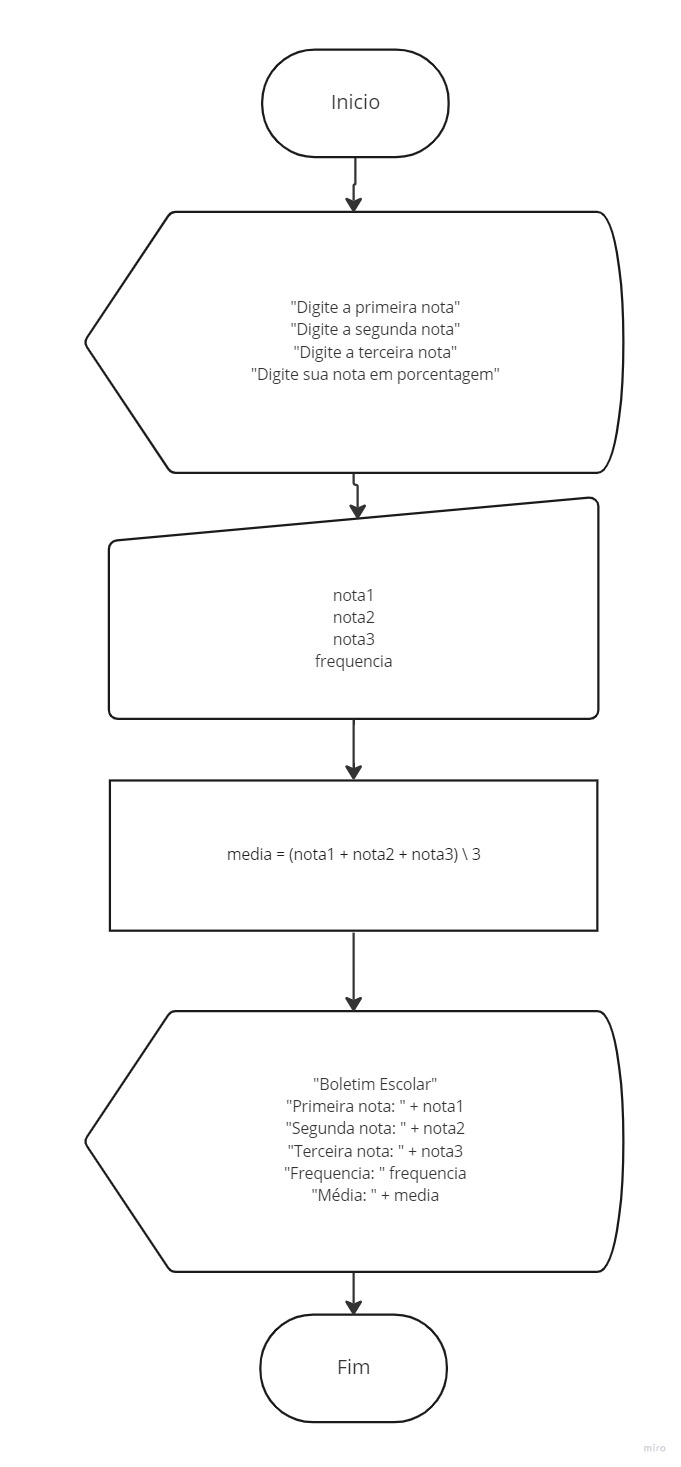 Inicio
"Digite a primeira nota"
"Digite a segunda nota"
"Digite a terceira nota"
"Digite sua nota em porcentagem"
nota1
nota2
nota3
frequencia
media = (nota1 + nota2 + nota3) \ 3
"Boletim Escolar"
"Primeira nota: " + nota1
"Segunda nota: " + nota2
"Terceira nota: " + nota3
"Frequencia: " frequencia
"Média: " + media
Fim
miro